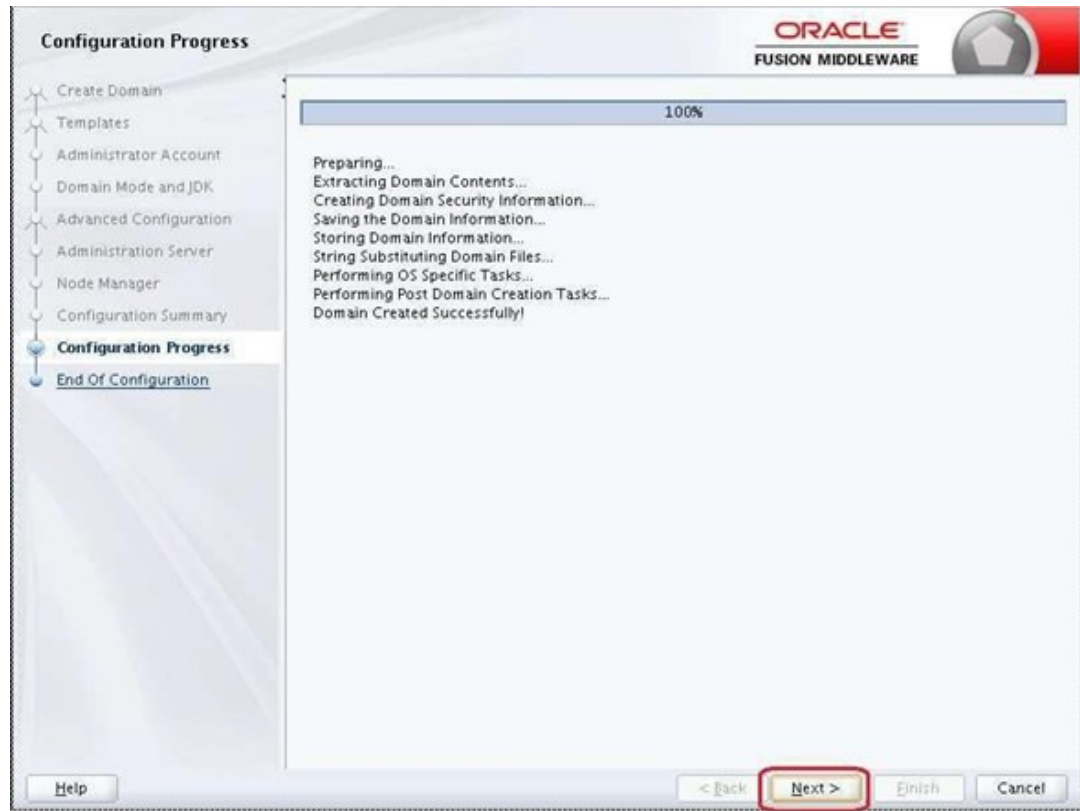 Configuration Progress
ORACLE
FUSION MIDDLEWARE
Create Domain
Templates
Administrator Account
Domain Mode and JDK
Advanced Configuration
Administration Server
Node Manager
Configuration Summary
Configuration Progress
End Of Configuration
100%
Preparing...
Extracting Domain Contents...
Creating Domain Security Information...
Saving the Domain Information...
Storing Domain Information...
String Substituting Domain Files...
Performing OS Specific Tasks...
Performing Post Domain Creation Tasks...
Domain Created Successfully!
Help
< Back
Next >
Finish
Cancel